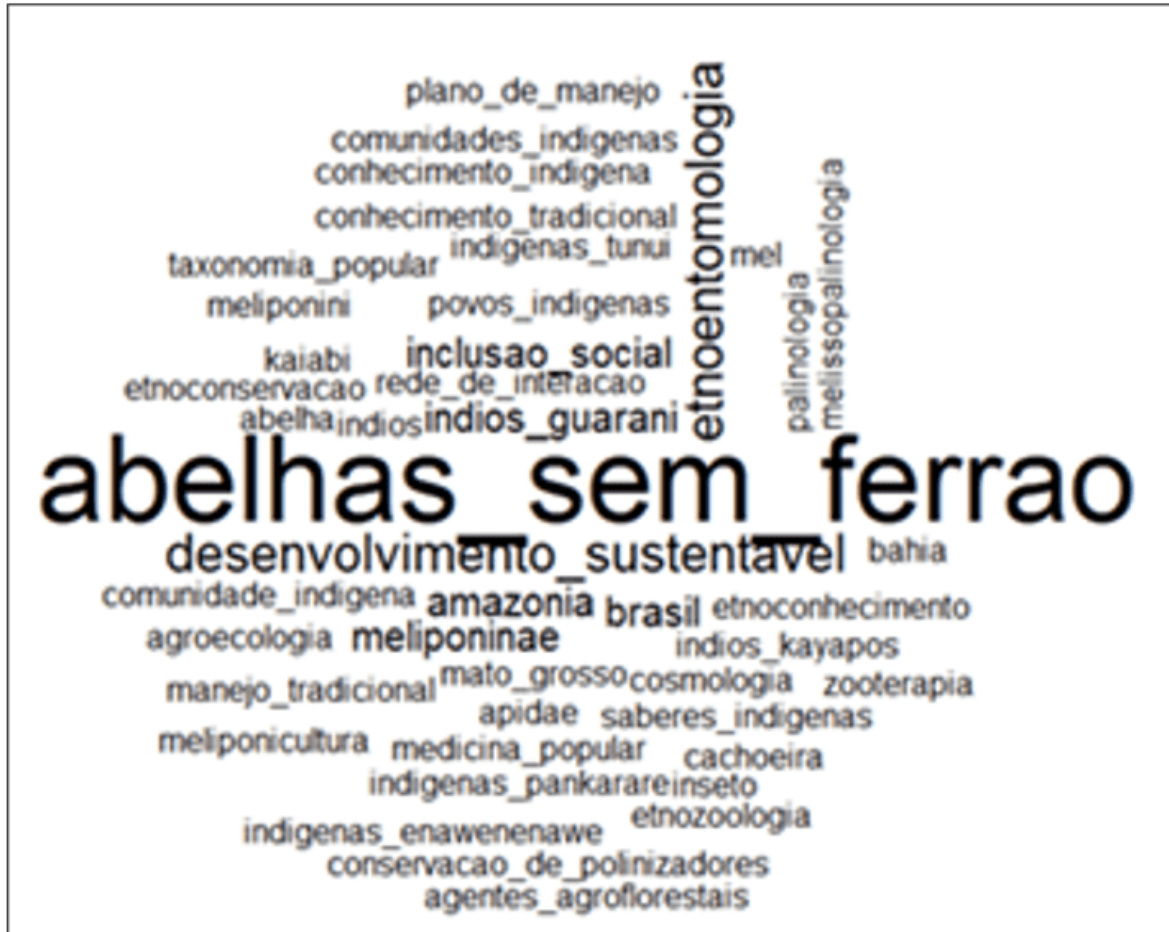 plano_de_manejo
etnoentomologia
comunidades_indigenas
conhecimento_indigena
melissopalinologia
conhecimento_tradicional
indigenas_tunui
mel
taxonomia_popular
palinologia
meliponini
povos_indigenas
inclusao_social
kaiabi
rede_de_interacao
etnoconservacao
indios_guarani
abelha
indios
abelhas_sem_ferrao
desenvolvimento_sustentavel
bahia
comunidade_indigena
amazonia
brasil
etnoconhecimento
agroecologia
meliponinae
indios_kayapos
mato_grosso
cosmologia
zooterapia
manejo_tradicional
apidae
saberes_indigenas
meliponicultura
medicina_popular
cachoeira
indigenas_pankarare
inseto
etnozoologia
indigenas_enawenenawe
conservacao_de_polinizadores
agentes_agroflorestais